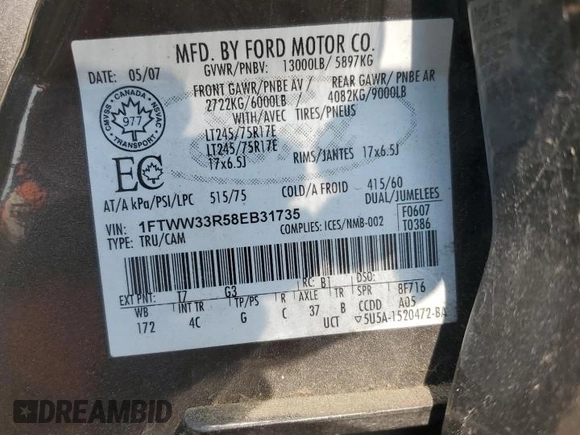 MFD. BY FORD MOTOR CO.
DATE: 05/07
GVWR/PNBV: 13000LB/ 5897KG
FRONT GAWR/PNBE AV
2722KG/6000LB
REAR GAWR/ PNBE AR
4082KG/9000LB
WITH/AVEC TIRES/PNEUS
LT245/75R17E
LT245/75R17E
17x6.5J
RIMS/JANTES 17x6.5J
AT/A kPa/PSI/LPC 515/75
COLD/A FROID 415/60
DUAL/JUMELEES
CMVSS • CANADA • NSVAC
977
TRANSPORT
EC
VIN: 1FTWW33R58EB31735
TYPE: TRU/CAM
COMPLIES: ICES/NMB-002
F0607
T0386
EXT PNT: T7 G3
RC: B
DSO:
WB INT TR TP/PS R AXLE TR SPR 8F716
172 4C G C 37 B CCDD A05
UCT ▽5U5A-1520472-BA
DREAMBID